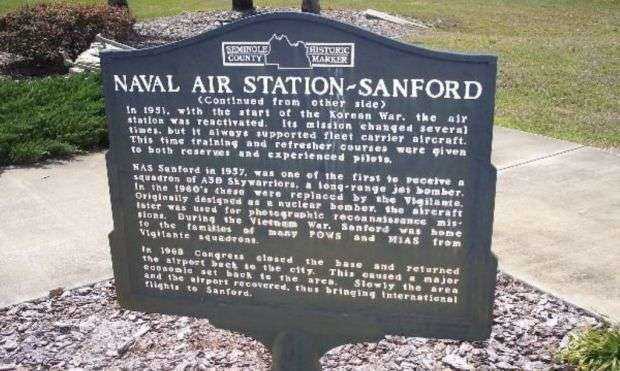 SEMINOLE HISTORIC
COUNTY MARKER
NAVAL AIR STATION-SANFORD
(Continued from other side)
In 1951, with the start of the Korean War, the air
station was reactivated. Its mission changed several
times, but it always supported fleet carrier aircraft.
This time training and refresher courses were given
to both reserves and experienced pilots.
NAS Sanford in 1957, was one of the first to receive a
squadron of A3D Skywarriors, a long-range jet bomber.
In the 1960's these were replaced by the Vigilante.
Originally designed as a nuclear bomber, the aircraft
later was used for photographic reconnaissance mis-
sions. During the Vietnam War, Sanford was home
to the families of many POWS and MIAS from
Vigilante squadrons.
In 1968 Congress closed the base and returned
the airport back to the city. This caused a major
economic set back to the area. Slowly the area
and the airport recovered, thus bringing international
flights to Sanford.